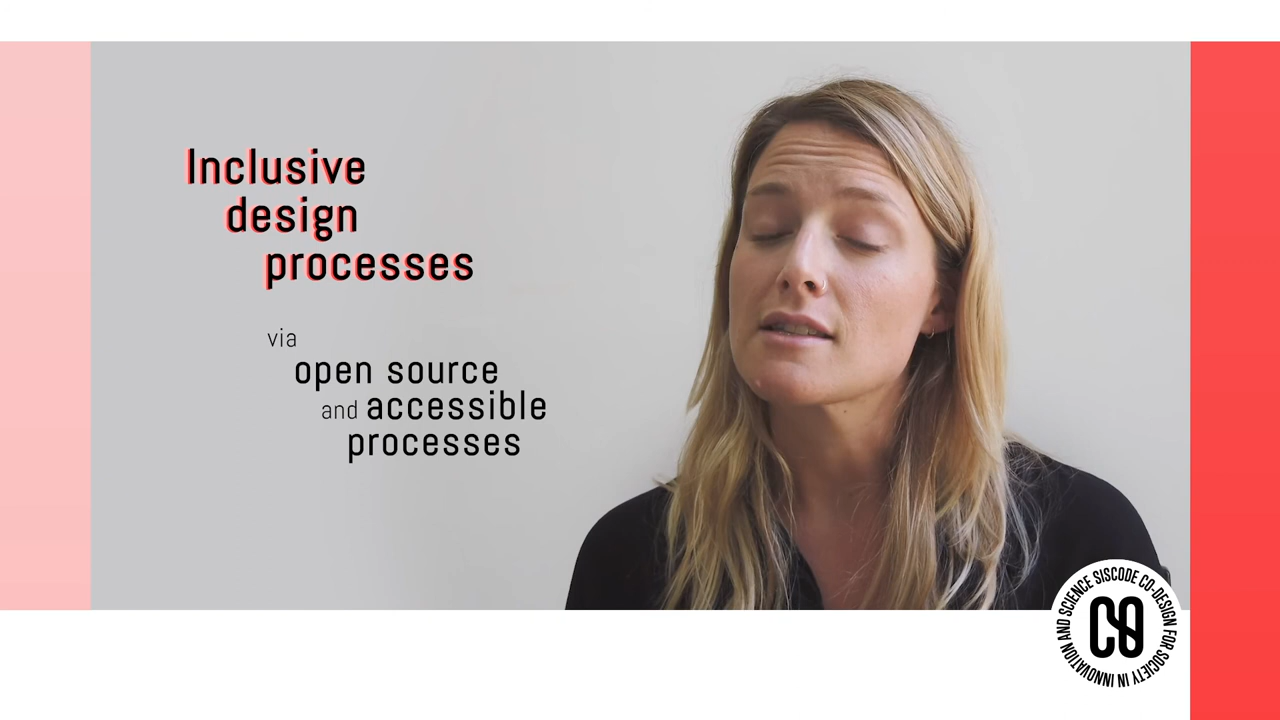 Inclusive
design
processes
via
open source
and accessible
processes
SISCODE CO-DESIGN FOR SOCIETY IN INNOVATION AND SCIENCE
CO